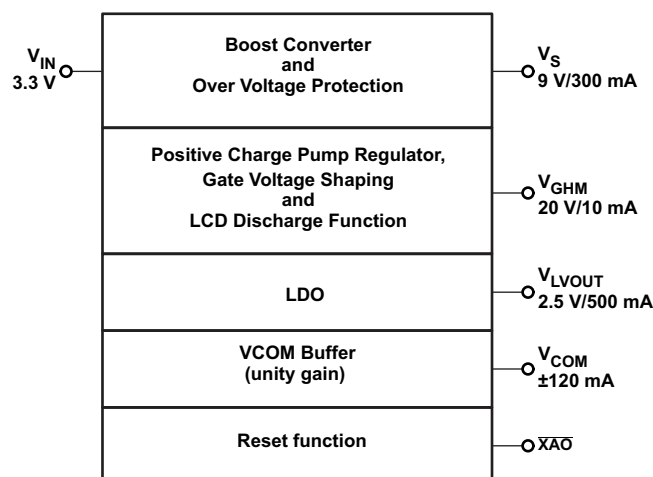 V_IN
3.3 V
Boost Converter
and
Over Voltage Protection
V_S
9 V/300 mA
Positive Charge Pump Regulator,
Gate Voltage Shaping
and
LCD Discharge Function
V_GHM
20 V/10 mA
LDO
V_LVOUT
2.5 V/500 mA
VCOM Buffer
(unity gain)
V_COM
±120 mA
Reset function
X̅A̅O̅